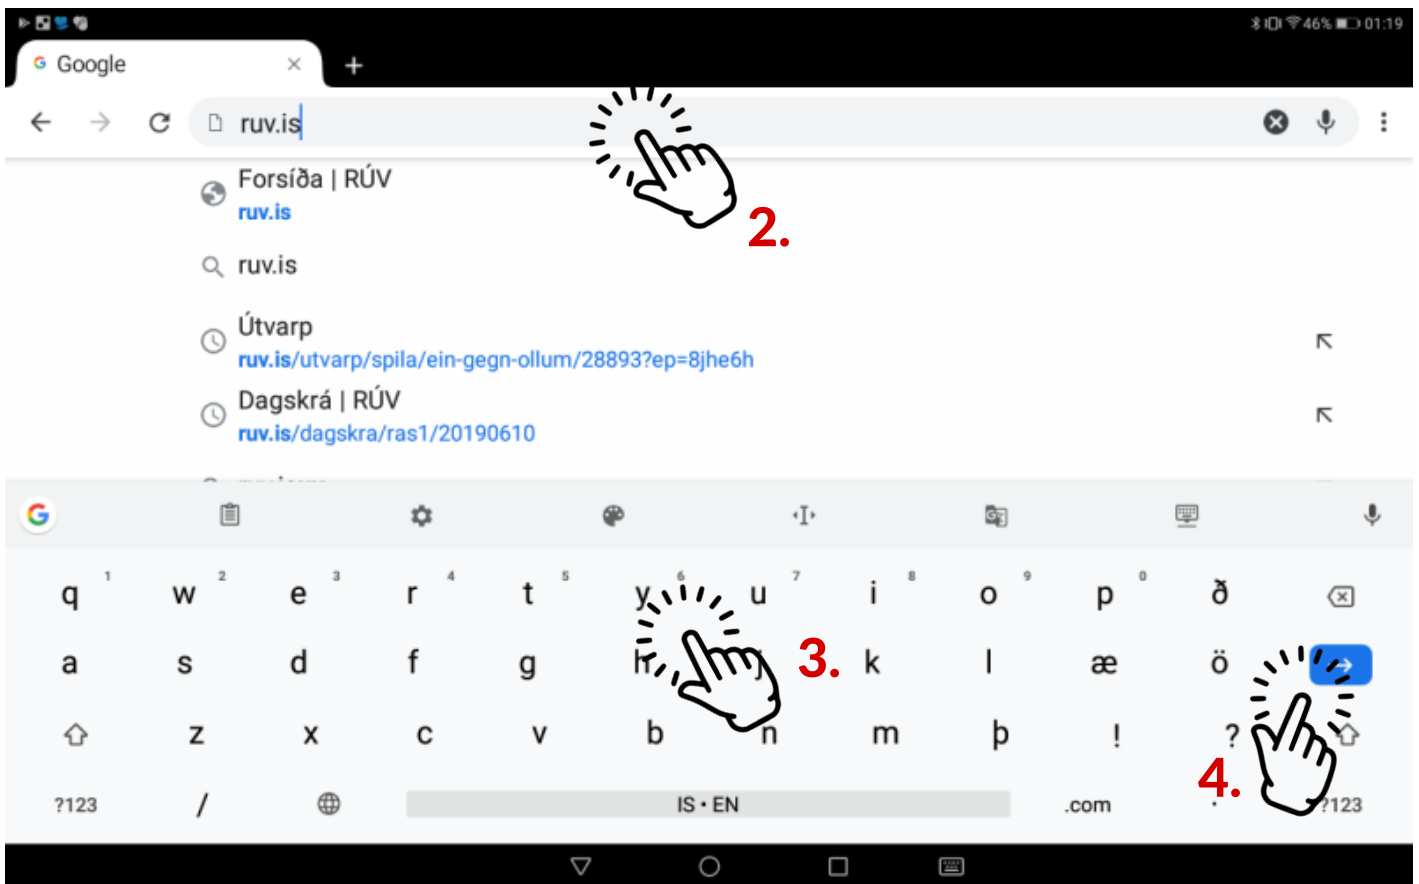 46% 01:19
Google
ruv.is
Forsíða | RÚV
ruv.is
2.
ruv.is
Útvarp
ruv.is/utvarp/spila/ein-gegn-ollum/28893?ep=8jhe6h
Dagskrá | RÚV
ruv.is/dagskra/ras1/20190610
G
q 1 w 2 e 3 r 4 t 5 y 6 u 7 i 8 o 9 p 0 ð
a s d f g h j 3. k l æ ö
z x c v b n m þ ! ?
4.
?123 / IS • EN .com . ?123